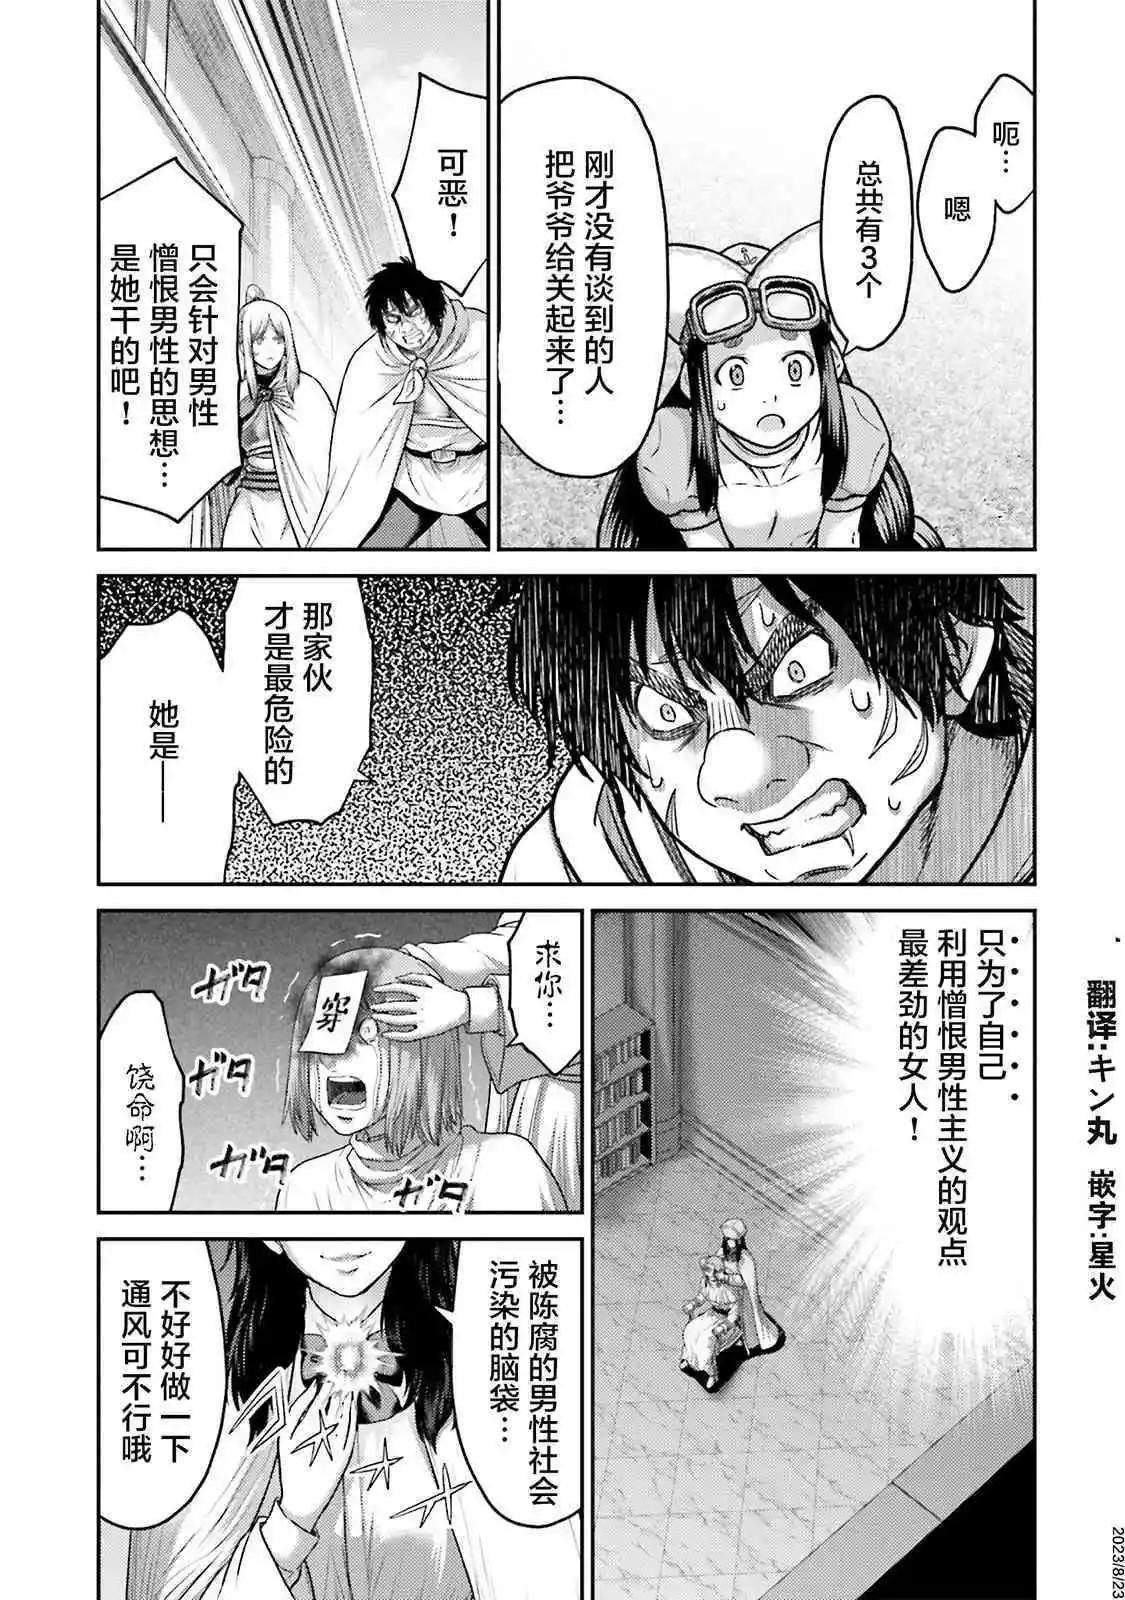 呃…
嗯
总共有3个
刚才没有谈到的人
把爷爷给关起来了…
可恶！
只会针对男性
憎恨男性的思想…
是她干的吧！
那家伙
才是最危险的
她是——
只为了自己
利用憎恨男性主义的观点
最差劲的女人！
求你…
穿
ガタ
ガタ
ガタ
ガタ
饶命啊…
被陈腐的男性社会
污染的脑袋…
不好好做一下
通风可不行哦
翻译:キン丸 嵌字:星火
2023/8/23